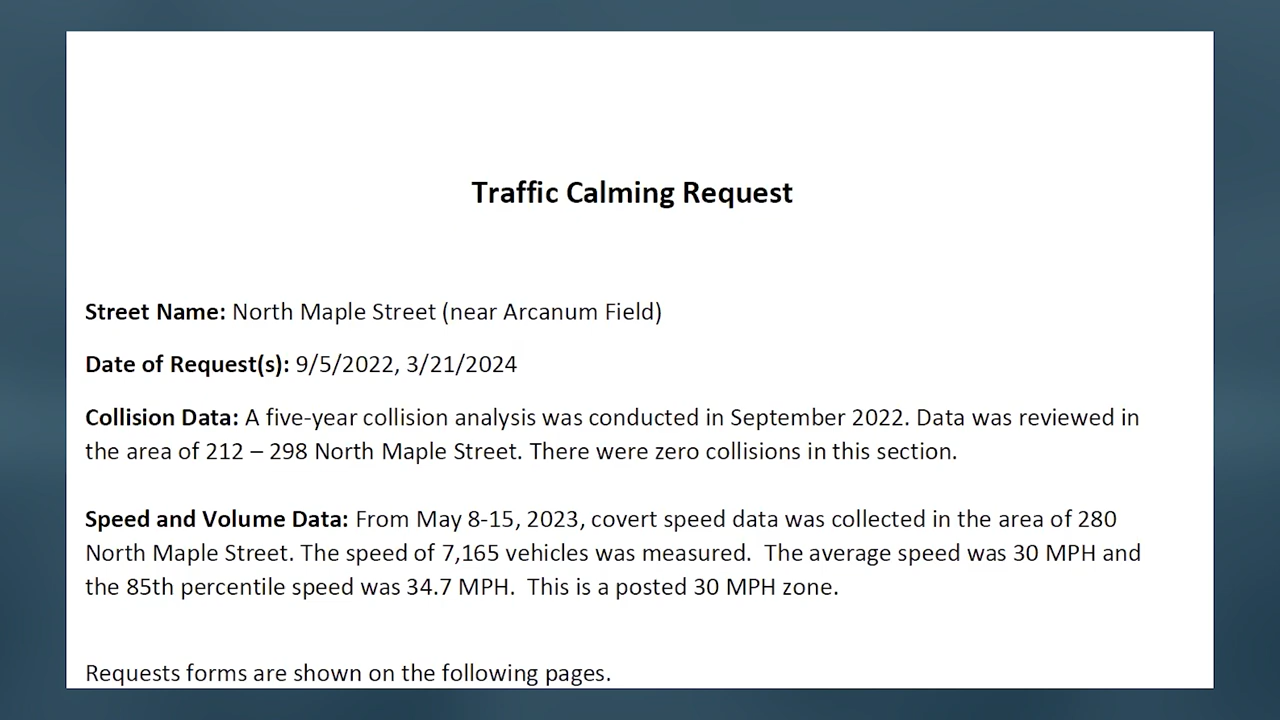 Traffic Calming Request
Street Name: North Maple Street (near Arcanum Field)
Date of Request(s): 9/5/2022, 3/21/2024
Collision Data: A five-year collision analysis was conducted in September 2022. Data was reviewed in
the area of 212 – 298 North Maple Street. There were zero collisions in this section.
Speed and Volume Data: From May 8-15, 2023, covert speed data was collected in the area of 280
North Maple Street. The speed of 7,165 vehicles was measured.  The average speed was 30 MPH and
the 85th percentile speed was 34.7 MPH.  This is a posted 30 MPH zone.
Requests forms are shown on the following pages.